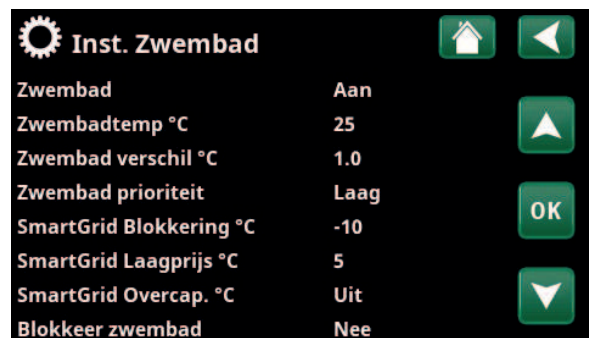 Inst. Zwembad
Zwembad Aan
Zwembadtemp °C 25
Zwembad verschil °C 1.0
Zwembad prioriteit Laag
SmartGrid Blokkering °C -10
SmartGrid Laagprijs °C 5
SmartGrid Overcap. °C Uit
Blokkeer zwembad Nee
OK